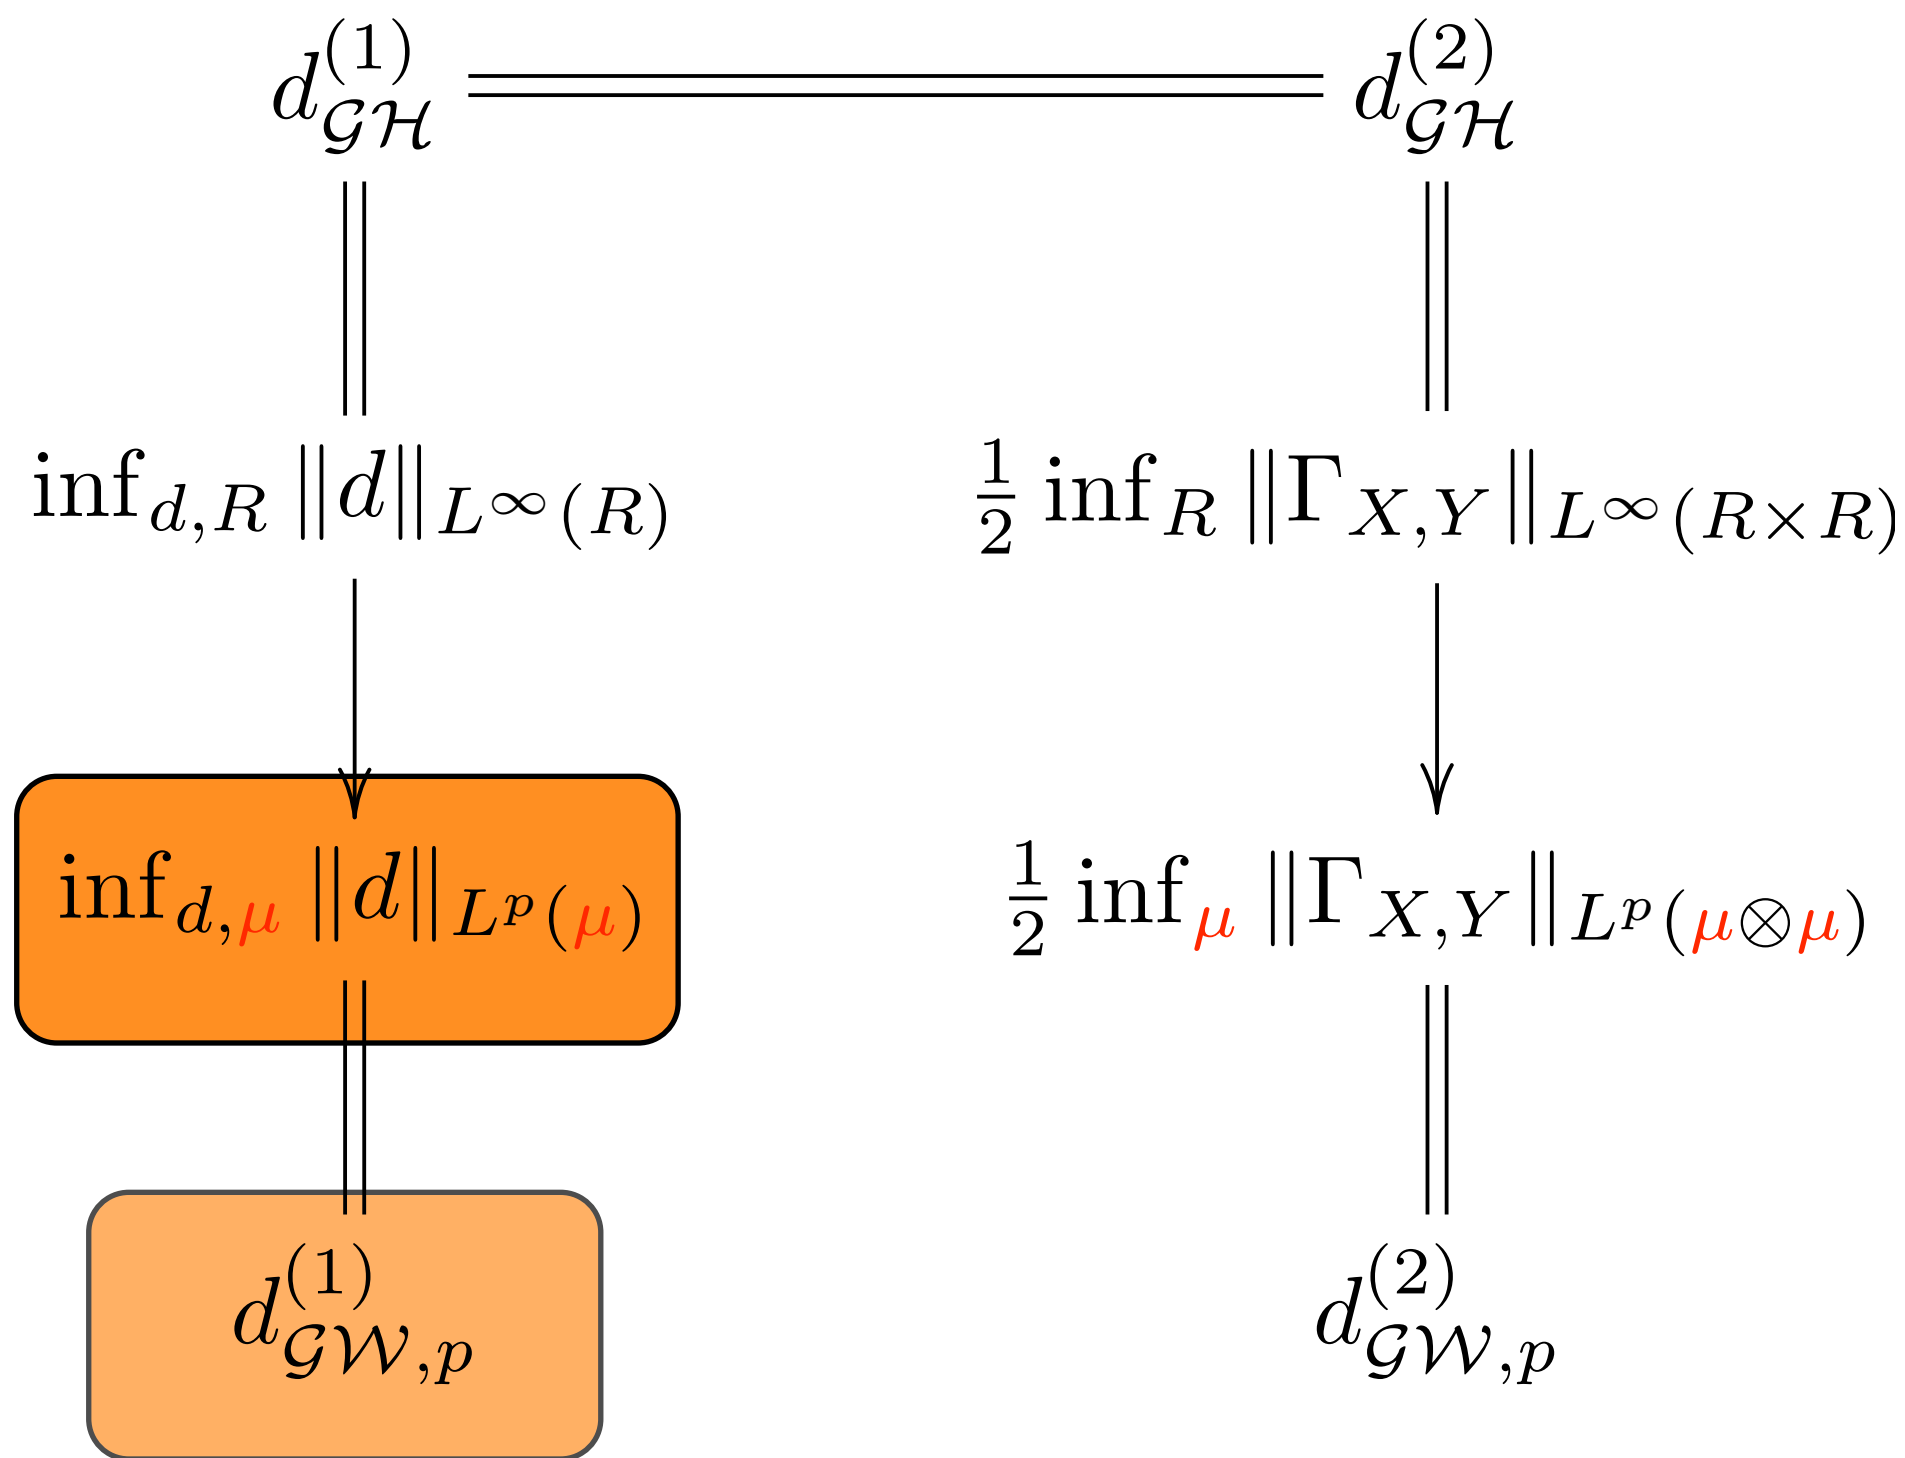 $d_{\mathcal{GH}}^{(1)}$ $d_{\mathcal{GH}}^{(2)}$
$\inf_{d,R} \|d\|_{L^\infty(R)}$ $\frac{1}{2} \inf_R \|\Gamma_{X,Y}\|_{L^\infty(R \times R)}$
$\inf_{d,\mu} \|d\|_{L^p(\mu)}$ $\frac{1}{2} \inf_\mu \|\Gamma_{X,Y}\|_{L^p(\mu \otimes \mu)}$
$d_{\mathcal{GW},p}^{(1)}$ $d_{\mathcal{GW},p}^{(2)}$